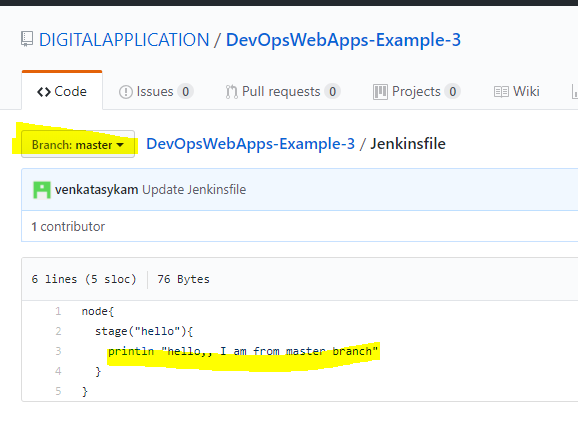 DIGITALAPPLICATION / DevOpsWebApps-Example-3
<> Code Issues 0 Pull requests 0 Projects 0 Wiki
Branch: master DevOpsWebApps-Example-3 / Jenkinsfile
venkatasykam Update Jenkinsfile
1 contributor
6 lines (5 sloc) 76 Bytes
1 node{
2 stage("hello"){
3 println "hello,, I am from master branch"
4 }
5 }